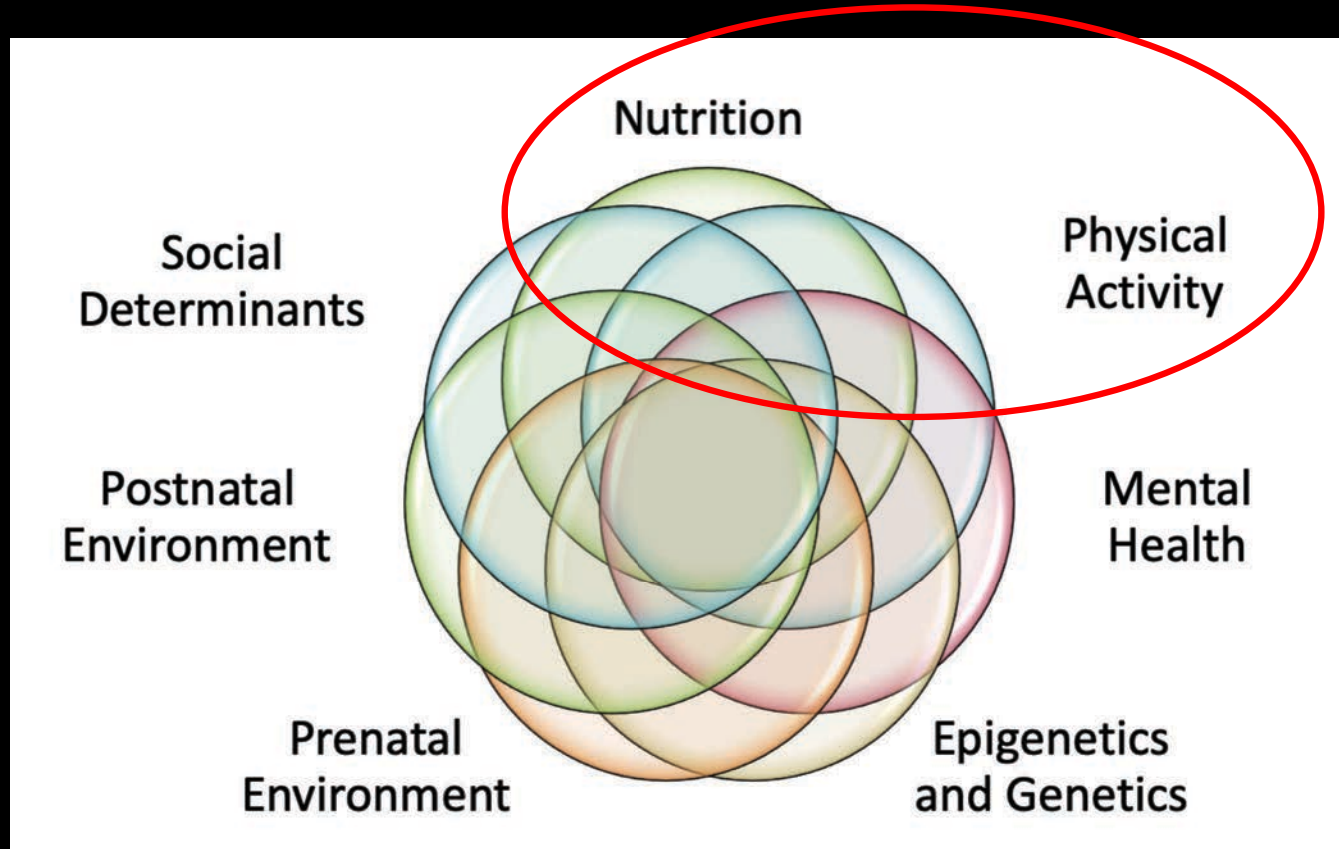 Nutrition
Physical
Activity
Social
Determinants
Postnatal
Environment
Mental
Health
Prenatal
Environment
Epigenetics
and Genetics